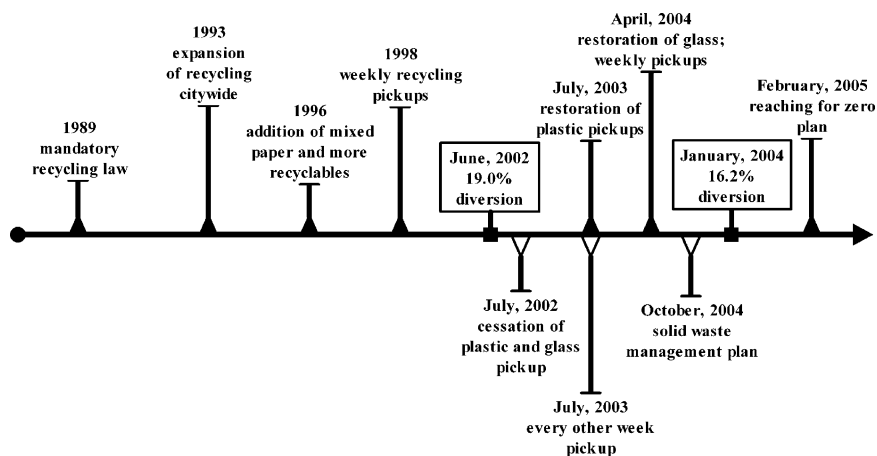 1989
mandatory
recycling law
1993
expansion
of recycling
citywide
1996
addition of mixed
paper and more
recyclables
1998
weekly recycling
pickups
June, 2002
19.0%
diversion
July, 2002
cessation of
plastic and glass
pickup
July, 2003
restoration of
plastic pickups
July, 2003
every other week
pickup
April, 2004
restoration of glass;
weekly pickups
October, 2004
solid waste
management plan
January, 2004
16.2%
diversion
February, 2005
reaching for zero
plan